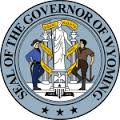 SEAL OF THE GOVERNOR OF WYOMING